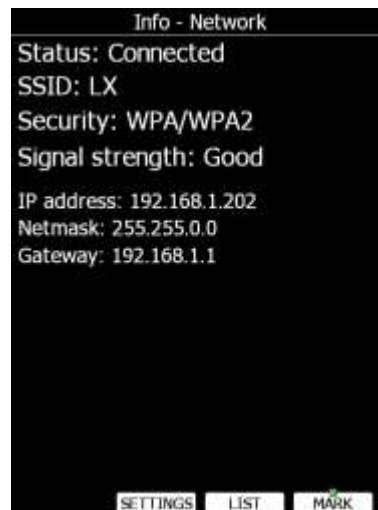 Info - Network
Status: Connected
SSID: LX
Security: WPA/WPA2
Signal strength: Good
IP address: 192.168.1.202
Netmask: 255.255.0.0
Gateway: 192.168.1.1
SETTINGS LIST MARK